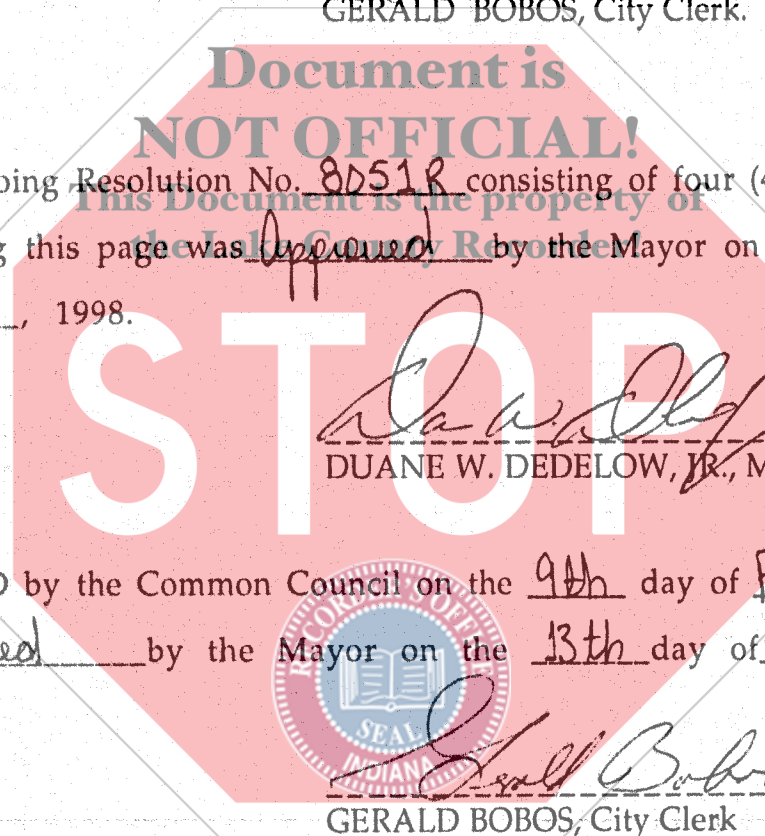 GERALD BOBOS, City Clerk.
Document is
NOT OFFICIAL!
oing Resolution No. 8051R consisting of four (4
This Document is the property of
g this page was Approved by the Mayor on
the Lake County Recorder!
, 1998.
STOP
DUANE W. DEDELOW, JR., M
D by the Common Council on the 9th day of F
ed by the Mayor on the 13th day of
RECORDER'S OFFICE
SEAL
INDIANA
GERALD BOBOS, City Clerk